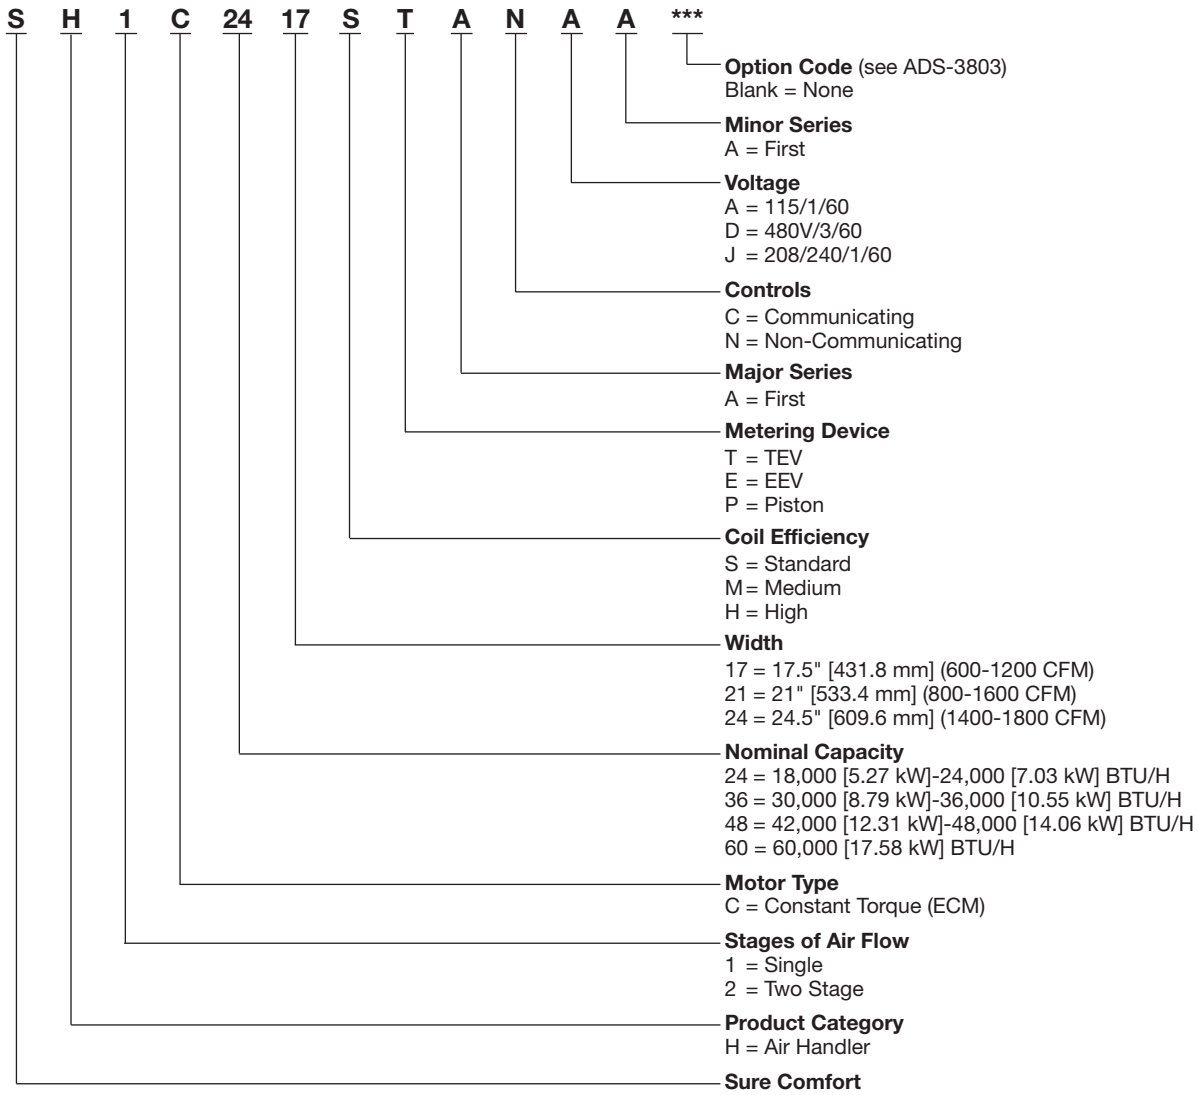 S H 1 C 24 17 S T A N A A ***
Option Code (see ADS-3803)
Blank = None
Minor Series
A = First
Voltage
A = 115/1/60
D = 480V/3/60
J = 208/240/1/60
Controls
C = Communicating
N = Non-Communicating
Major Series
A = First
Metering Device
T = TEV
E = EEV
P = Piston
Coil Efficiency
S = Standard
M = Medium
H = High
Width
17 = 17.5" [431.8 mm] (600-1200 CFM)
21 = 21" [533.4 mm] (800-1600 CFM)
24 = 24.5" [609.6 mm] (1400-1800 CFM)
Nominal Capacity
24 = 18,000 [5.27 kW]-24,000 [7.03 kW] BTU/H
36 = 30,000 [8.79 kW]-36,000 [10.55 kW] BTU/H
48 = 42,000 [12.31 kW]-48,000 [14.06 kW] BTU/H
60 = 60,000 [17.58 kW] BTU/H
Motor Type
C = Constant Torque (ECM)
Stages of Air Flow
1 = Single
2 = Two Stage
Product Category
H = Air Handler
Sure Comfort